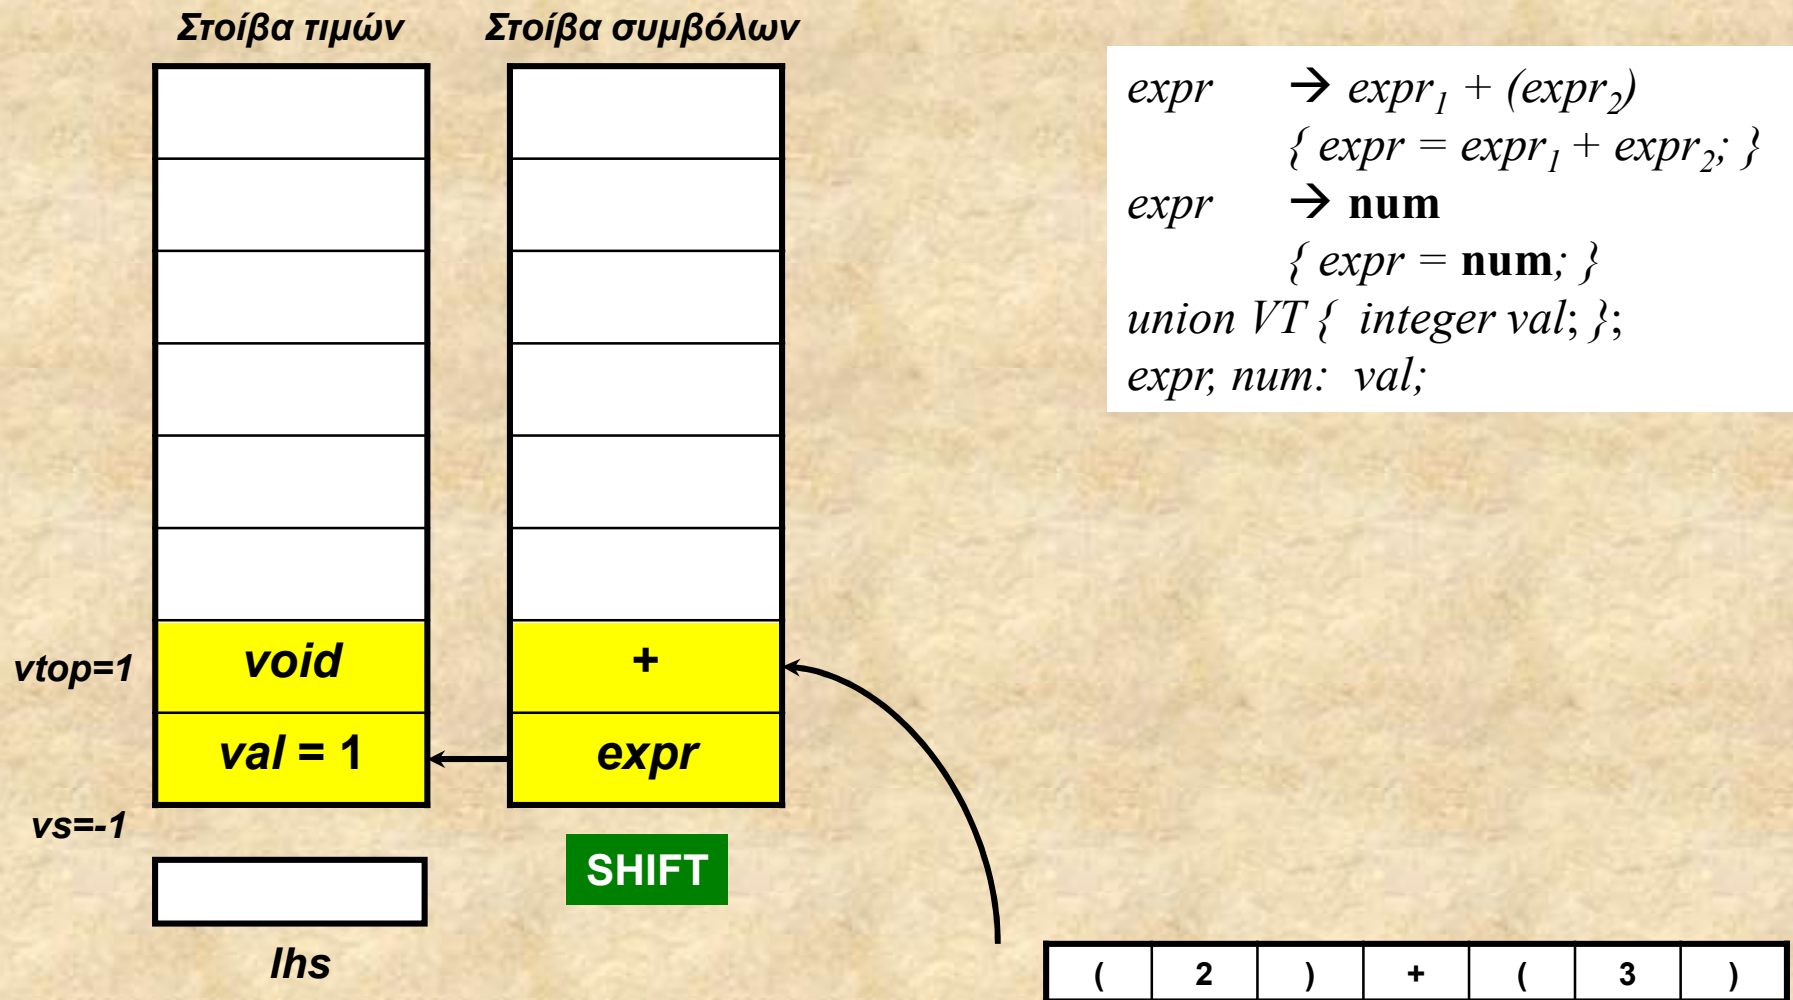 Στοίβα τιμών
Στοίβα συμβόλων
expr → expr1 + (expr2)
{ expr = expr1 + expr2; }
expr → num
{ expr = num; }
union VT { integer val; };
expr, num: val;
vtop=1
void
+
val = 1
expr
vs=-1
SHIFT
lhs
( 2 ) + ( 3 )